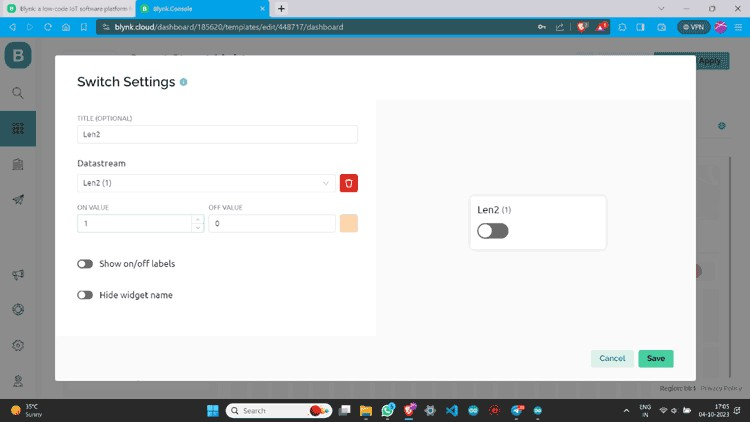 Blynk: a low-code IoT software platform
Blynk.Console
blynk.cloud/dashboard/185620/templates/edit/448717/dashboard
VPN
B
Apply
Switch Settings
TITLE (OPTIONAL)
Len2
Datastream
Len2 (1)
ON VALUE
OFF VALUE
1
0
Show on/off labels
Hide widget name
Len2 (1)
Cancel
Save
Privacy Policy
35°C
Sunny
Search
ENG
IN
17:05
04-10-2023